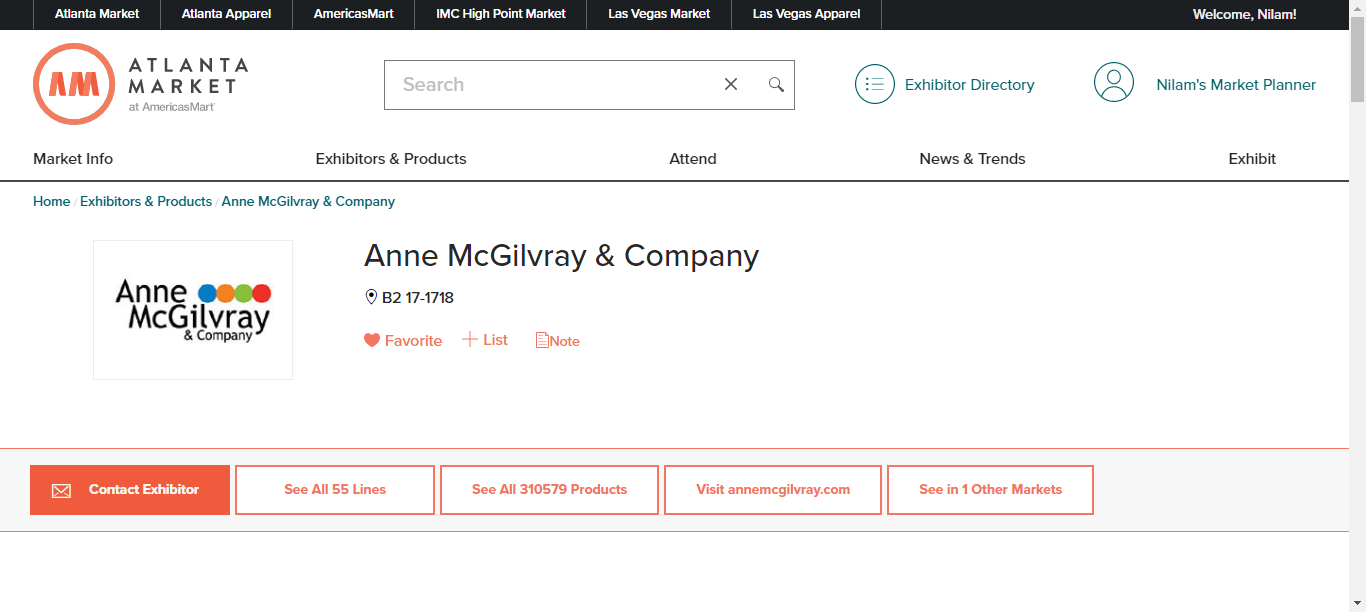 Atlanta Market Atlanta Apparel AmericasMart IMC High Point Market Las Vegas Market Las Vegas Apparel Welcome, Nilam!
AM ATLANTA MARKET at AmericasMart
Search
Exhibitor Directory
Nilam's Market Planner
Market Info Exhibitors & Products Attend News & Trends Exhibit
Home / Exhibitors & Products / Anne McGilvray & Company
Anne
McGilvray
& Company
Anne McGilvray & Company
B2 17-1718
Favorite List Note
Contact Exhibitor See All 55 Lines See All 310579 Products Visit annemcgilvray.com See in 1 Other Markets